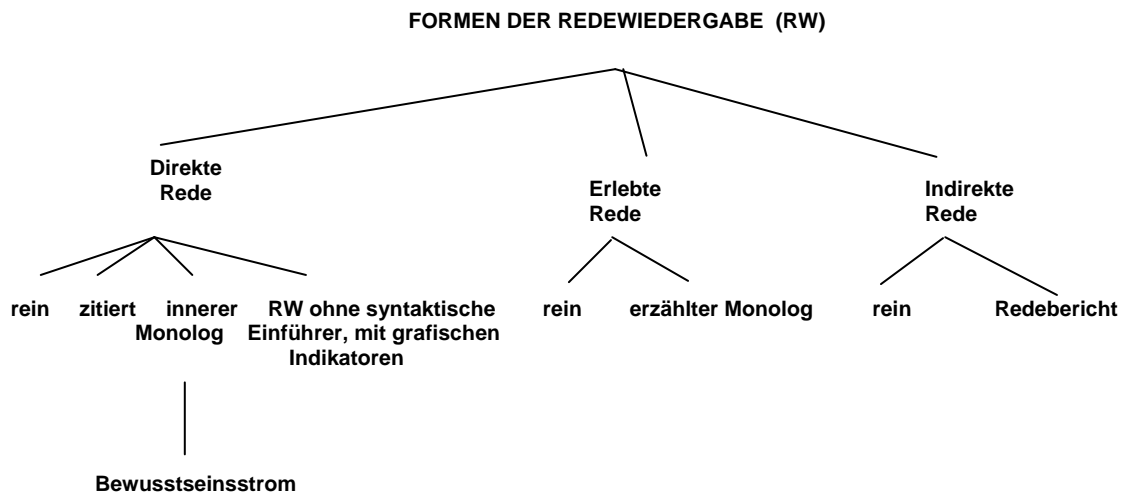 FORMEN DER REDEWIEDERGABE (RW)
Direkte
Rede
Erlebte
Rede
Indirekte
Rede
rein
zitiert
innerer
Monolog
RW ohne syntaktische
Einführer, mit grafischen
Indikatoren
rein
erzählter Monolog
rein
Redebericht
Bewusstseinsstrom